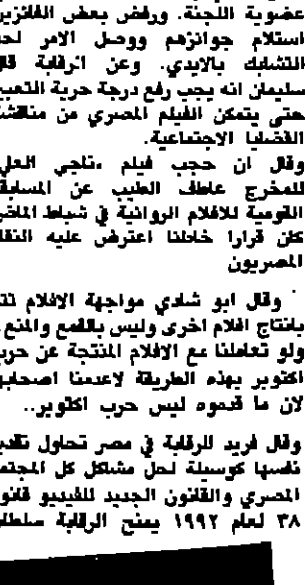 عضوية اللجنة. ورفض بعض الفائزين
استلام جوائزهم ووصل الامر لحد
التشابك بالايدي. وعن الرقابة قال
سليمان انه يجب رفع درجة حرية التعبير
حتى يتمكن الفيلم المصري من مناقشة
القضايا الاجتماعية.
وقال ان حجب فيلم «ناجي العلي
للمخرج عاطف الطيب عن المسابقة
القومية للافلام الروائية في شباط الماضي
كان قرارا خاطئا اعترض عليه النقاد
المصريون
وقال ابو شادي مواجهة الافلام تتم
بانتاج افلام اخرى وليس بالقمع والمنع.
ولو تعاملنا مع الافلام المنتجة عن حرب
اكتوبر بهذه الطريقة لاعدمنا اصحابها
لان ما قدموه ليس حرب اكتوبر..
وقال فريد للرقابة في مصر تحاول تقديم
نفسها كوسيلة لحل مشاكل كل المجتمع
المصري والقانون الجديد للفيديو قانون
٣٨ لعام ١٩٩٢ يمنح الرقابة سلطات